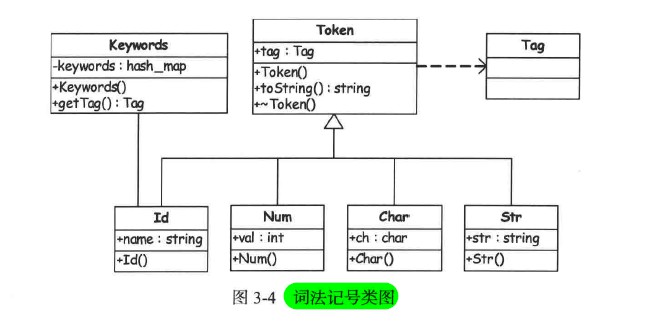 Keywords
-keywords : hash_map
+Keywords()
+getTag() : Tag
Token
+tag : Tag
+Token()
+toString() : string
+~Token()
Tag
Id
+name : string
+Id()
Num
+val : int
+Num()
Char
+ch : char
+Char()
Str
+str : string
+Str()
图 3-4 词法记号类图